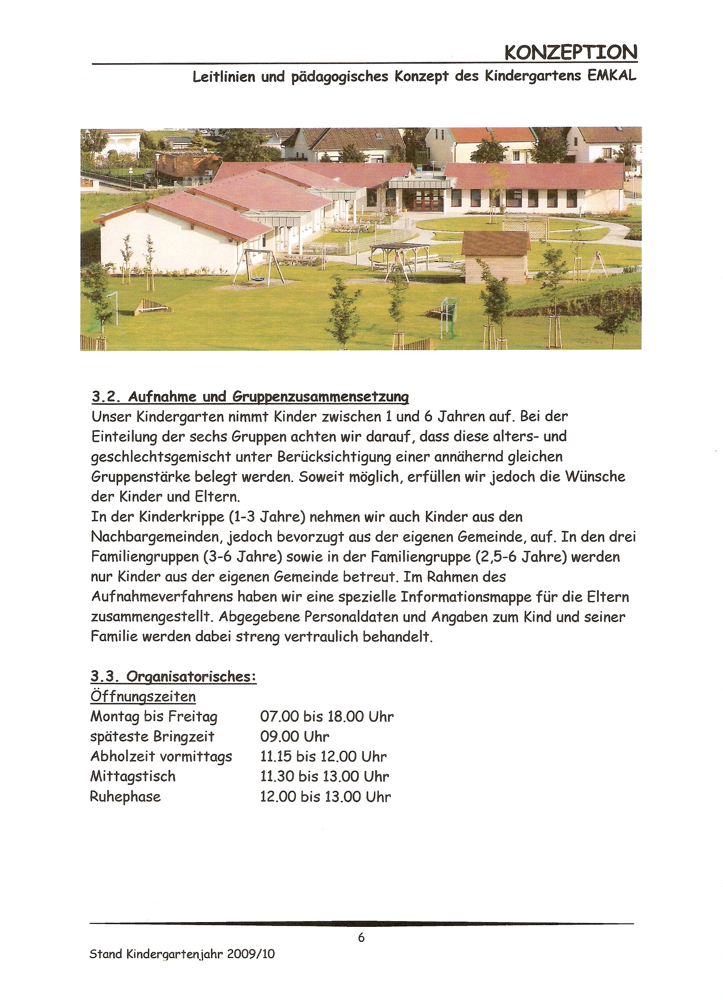 KONZEPTION
Leitlinien und pädagogisches Konzept des Kindergartens EMKAL
3.2. Aufnahme und Gruppenzusammensetzung
Unser Kindergarten nimmt Kinder zwischen 1 und 6 Jahren auf. Bei der
Einteilung der sechs Gruppen achten wir darauf, dass diese alters- und
geschlechtsgemischt unter Berücksichtigung einer annähernd gleichen
Gruppenstärke belegt werden. Soweit möglich, erfüllen wir jedoch die Wünsche
der Kinder und Eltern.
In der Kinderkrippe (1-3 Jahre) nehmen wir auch Kinder aus den
Nachbargemeinden, jedoch bevorzugt aus der eigenen Gemeinde, auf. In den drei
Familiengruppen (3-6 Jahre) sowie in der Familiengruppe (2,5-6 Jahre) werden
nur Kinder aus der eigenen Gemeinde betreut. Im Rahmen des
Aufnahmeverfahrens haben wir eine spezielle Informationsmappe für die Eltern
zusammengestellt. Abgegebene Personaldaten und Angaben zum Kind und seiner
Familie werden dabei streng vertraulich behandelt.
3.3. Organisatorisches:
Öffnungszeiten
Montag bis Freitag 07.00 bis 18.00 Uhr
späteste Bringzeit 09.00 Uhr
Abholzeit vormittags 11.15 bis 12.00 Uhr
Mittagstisch 11.30 bis 13.00 Uhr
Ruhephase 12.00 bis 13.00 Uhr
6
Stand Kindergartenjahr 2009/10